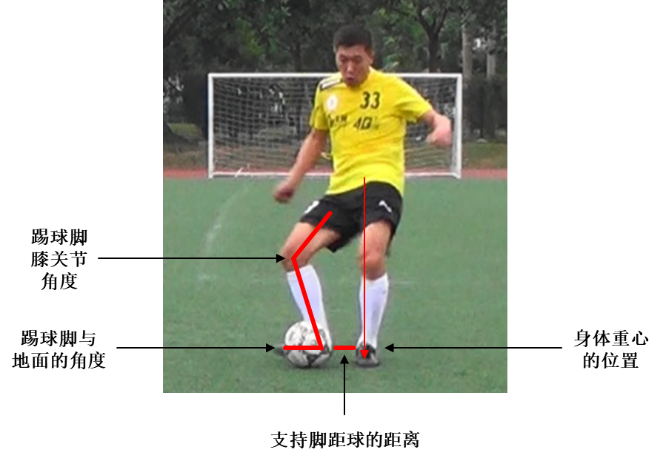 33
踢球脚
膝关节
角度
踢球脚与
地面的角度
身体重心
的位置
支持脚距球的距离